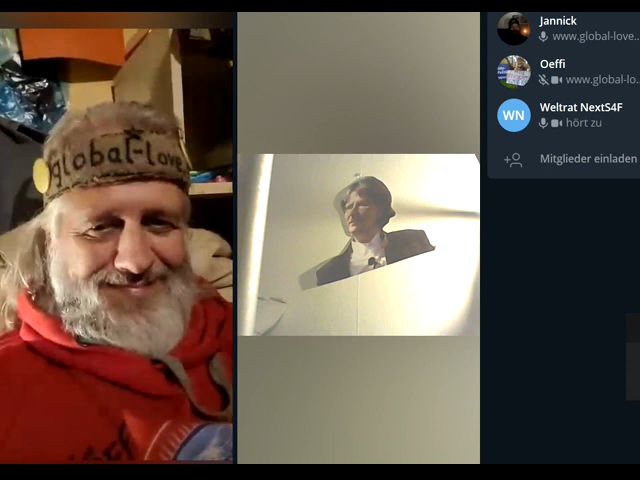 global-love
Jannick
www.global-love...
Oeffi
www.global-lo...
WN
Weltrat NextS4F
hört zu
Mitglieder einladen